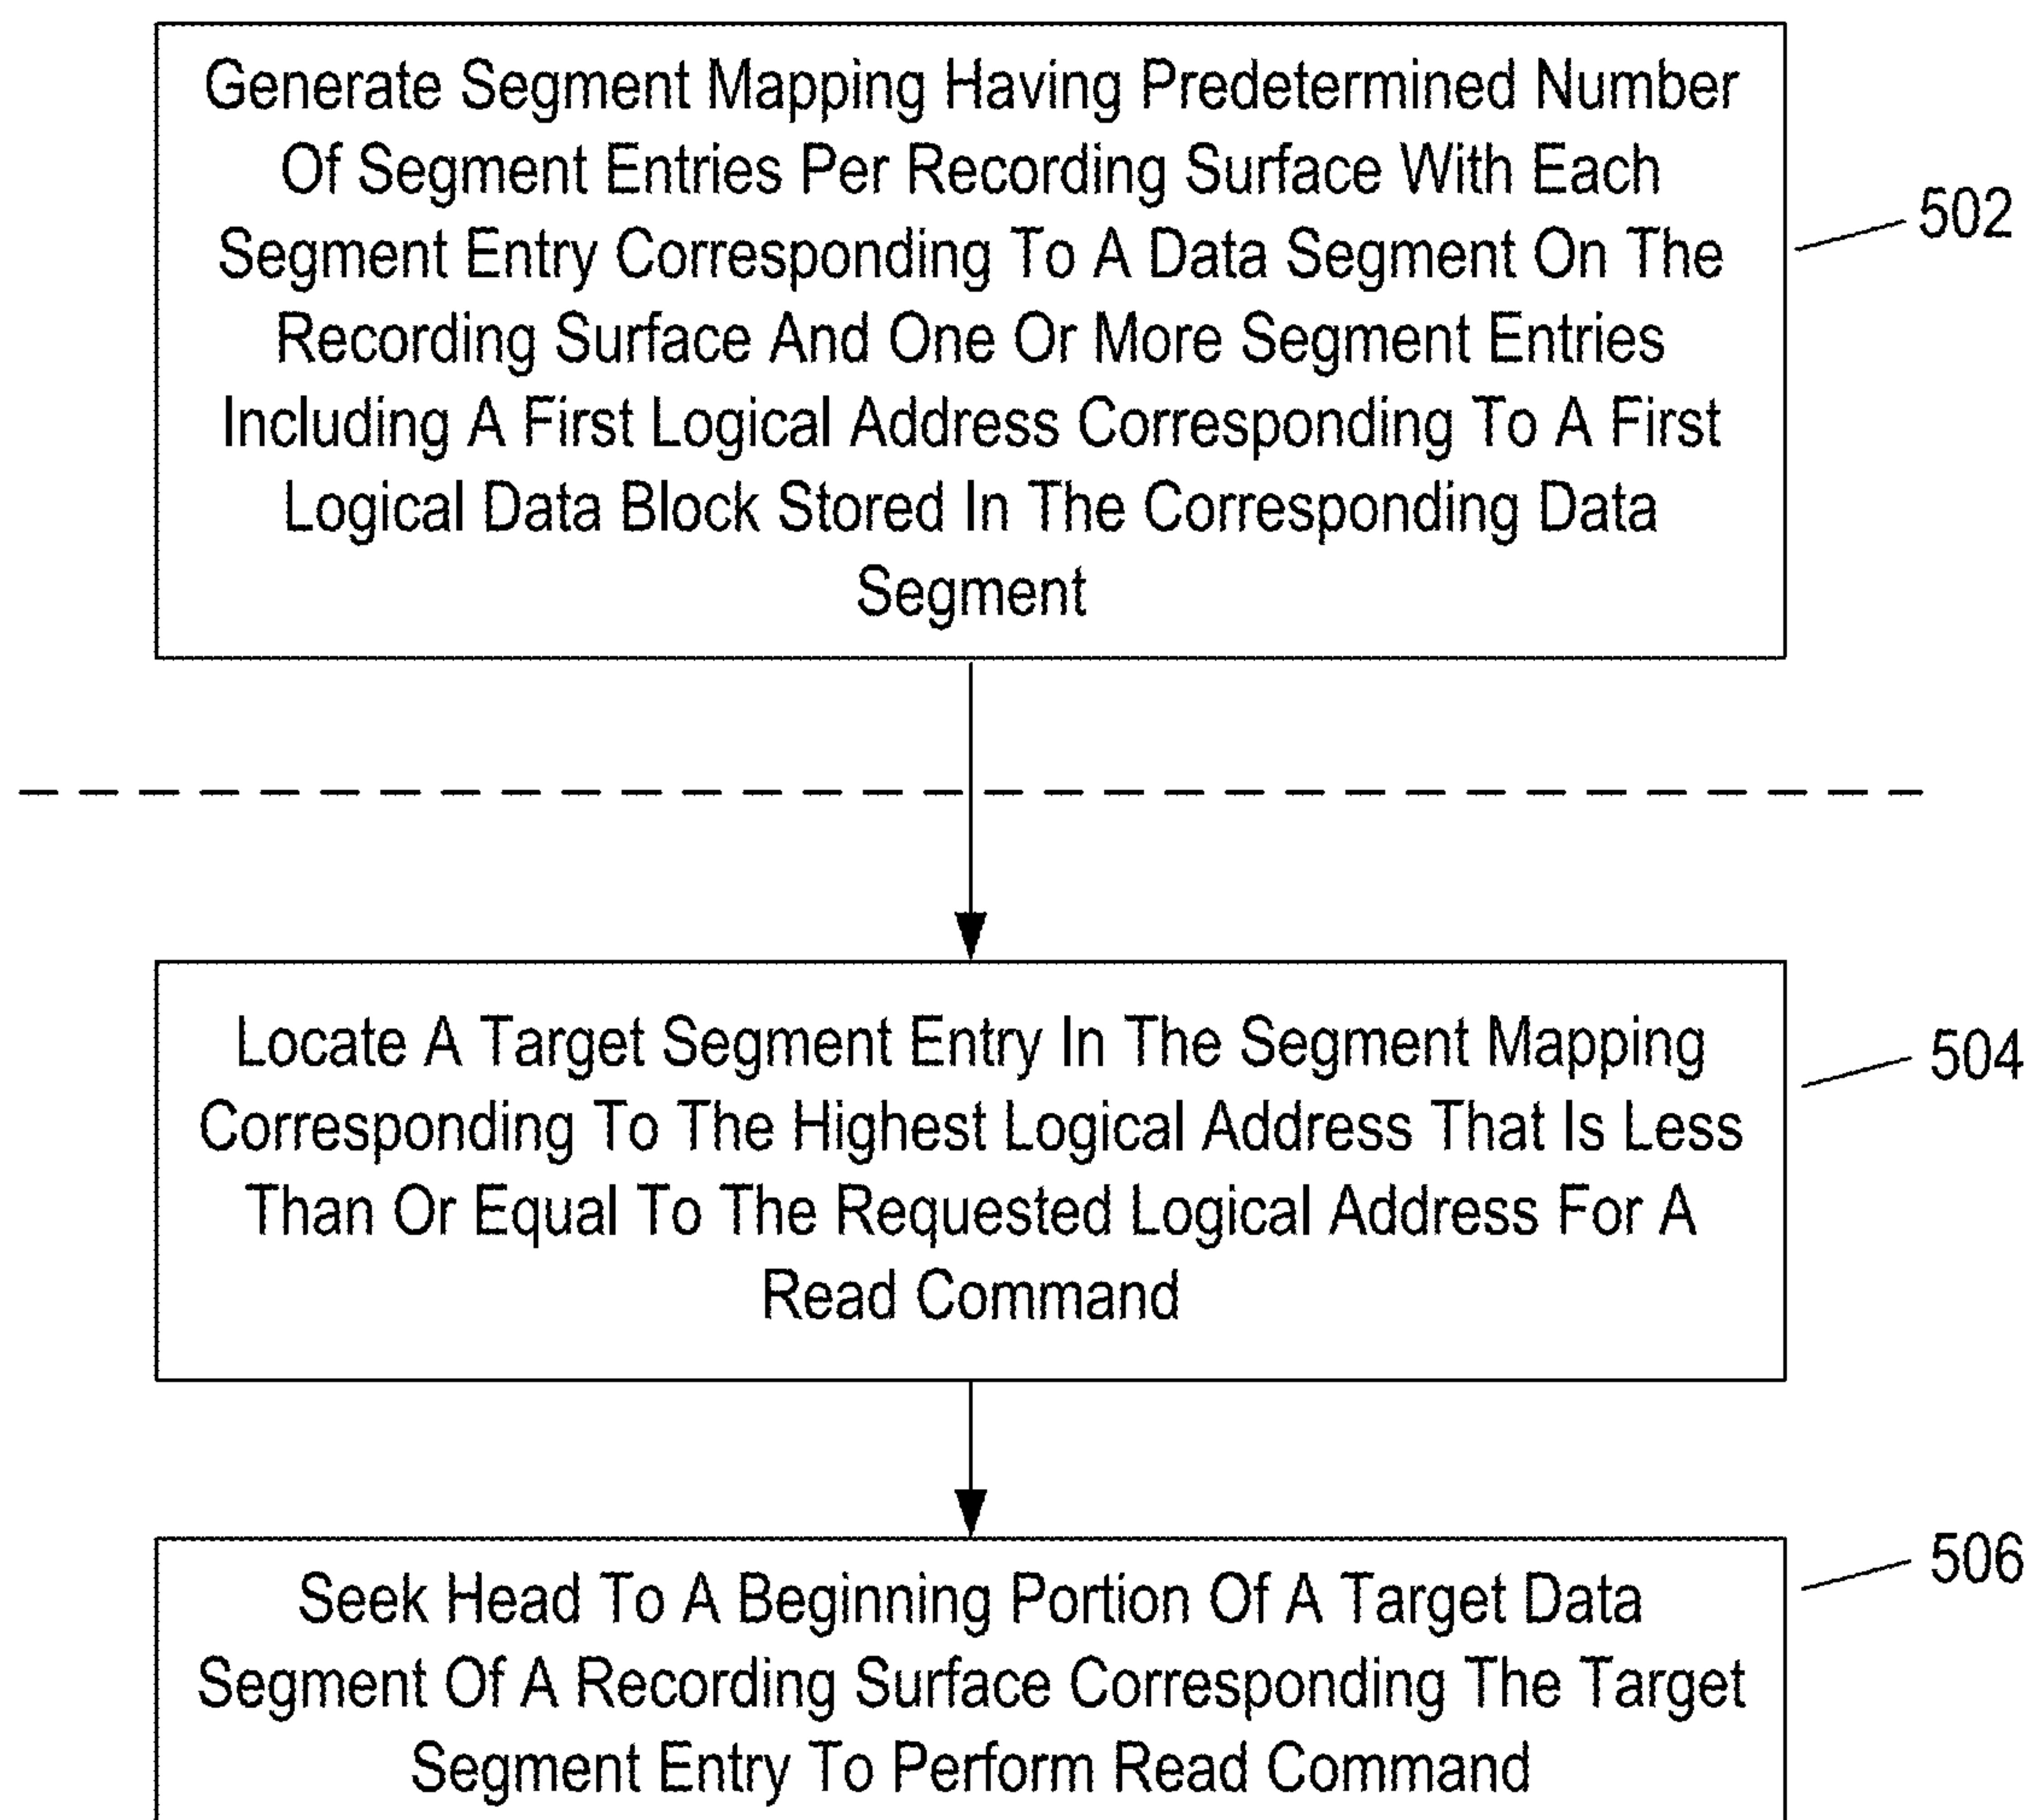 Generate Segment Mapping Having Predetermined Number
Of Segment Entries Per Recording Surface With Each
Segment Entry Corresponding To A Data Segment On The
Recording Surface And One Or More Segment Entries
Including A First Logical Address Corresponding To A First
Logical Data Block Stored In The Corresponding Data
Segment
502
Locate A Target Segment Entry In The Segment Mapping
Corresponding To The Highest Logical Address That Is Less
Than Or Equal To The Requested Logical Address For A
Read Command
504
Seek Head To A Beginning Portion Of A Target Data
Segment Of A Recording Surface Corresponding The Target
Segment Entry To Perform Read Command
506